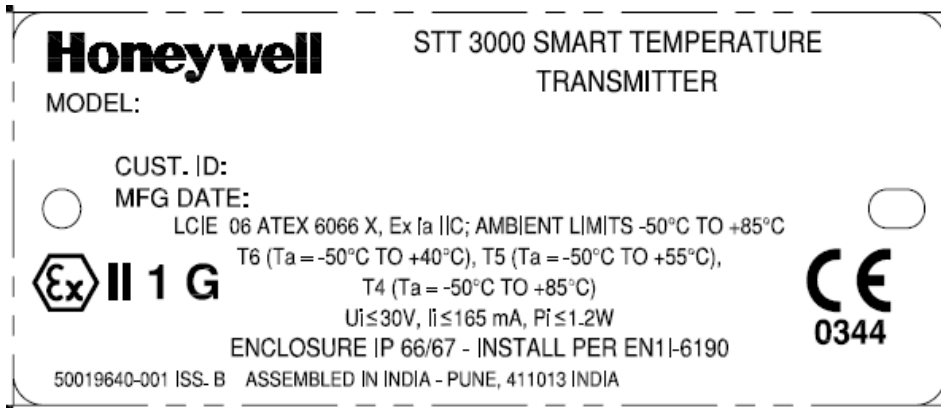 Honeywell
STT 3000 SMART TEMPERATURE
TRANSMITTER
MODEL:
CUST. ID:
MFG DATE:
LCIE 06 ATEX 6066 X, Ex ia IIC; AMBIENT LIMITS -50°C TO +85°C
T6 (Ta = -50°C TO +40°C), T5 (Ta = -50°C TO +55°C),
T4 (Ta = -50°C TO +85°C)
Ui≤30V, Ii≤165 mA, Pi≤1.2W
ENCLOSURE IP 66/67 - INSTALL PER EN1I-6190
Ex II 1 G
CE
0344
50019640-001 ISS. B ASSEMBLED IN INDIA - PUNE, 411013 INDIA